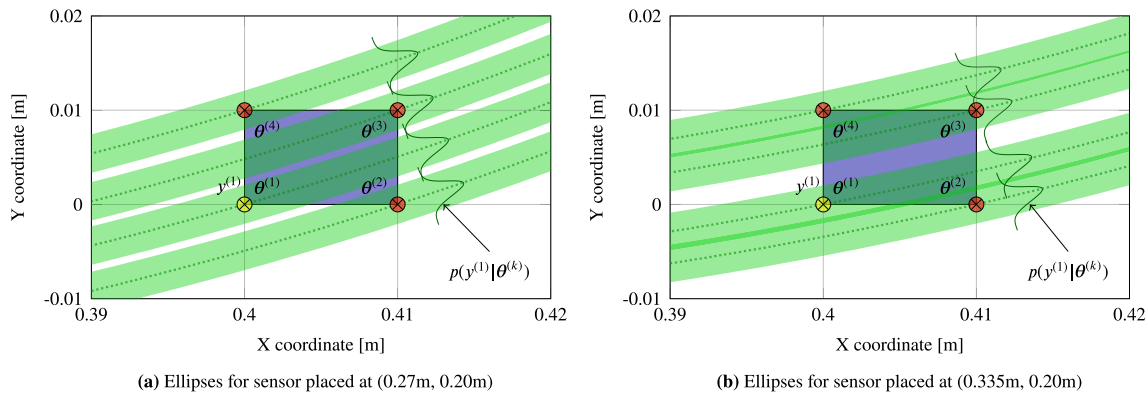 0.02
0.01
0
-0.01
Y coordinate [m]
θ(4)
θ(3)
y(1)
θ(1)
θ(2)
p(y(1)|θ(k))
0.39
0.4
0.41
0.42
X coordinate [m]
(a) Ellipses for sensor placed at (0.27m, 0.20m)
0.02
0.01
0
-0.01
Y coordinate [m]
θ(4)
θ(3)
y(1)
θ(1)
θ(2)
p(y(1)|θ(k))
0.39
0.4
0.41
0.42
X coordinate [m]
(b) Ellipses for sensor placed at (0.335m, 0.20m)